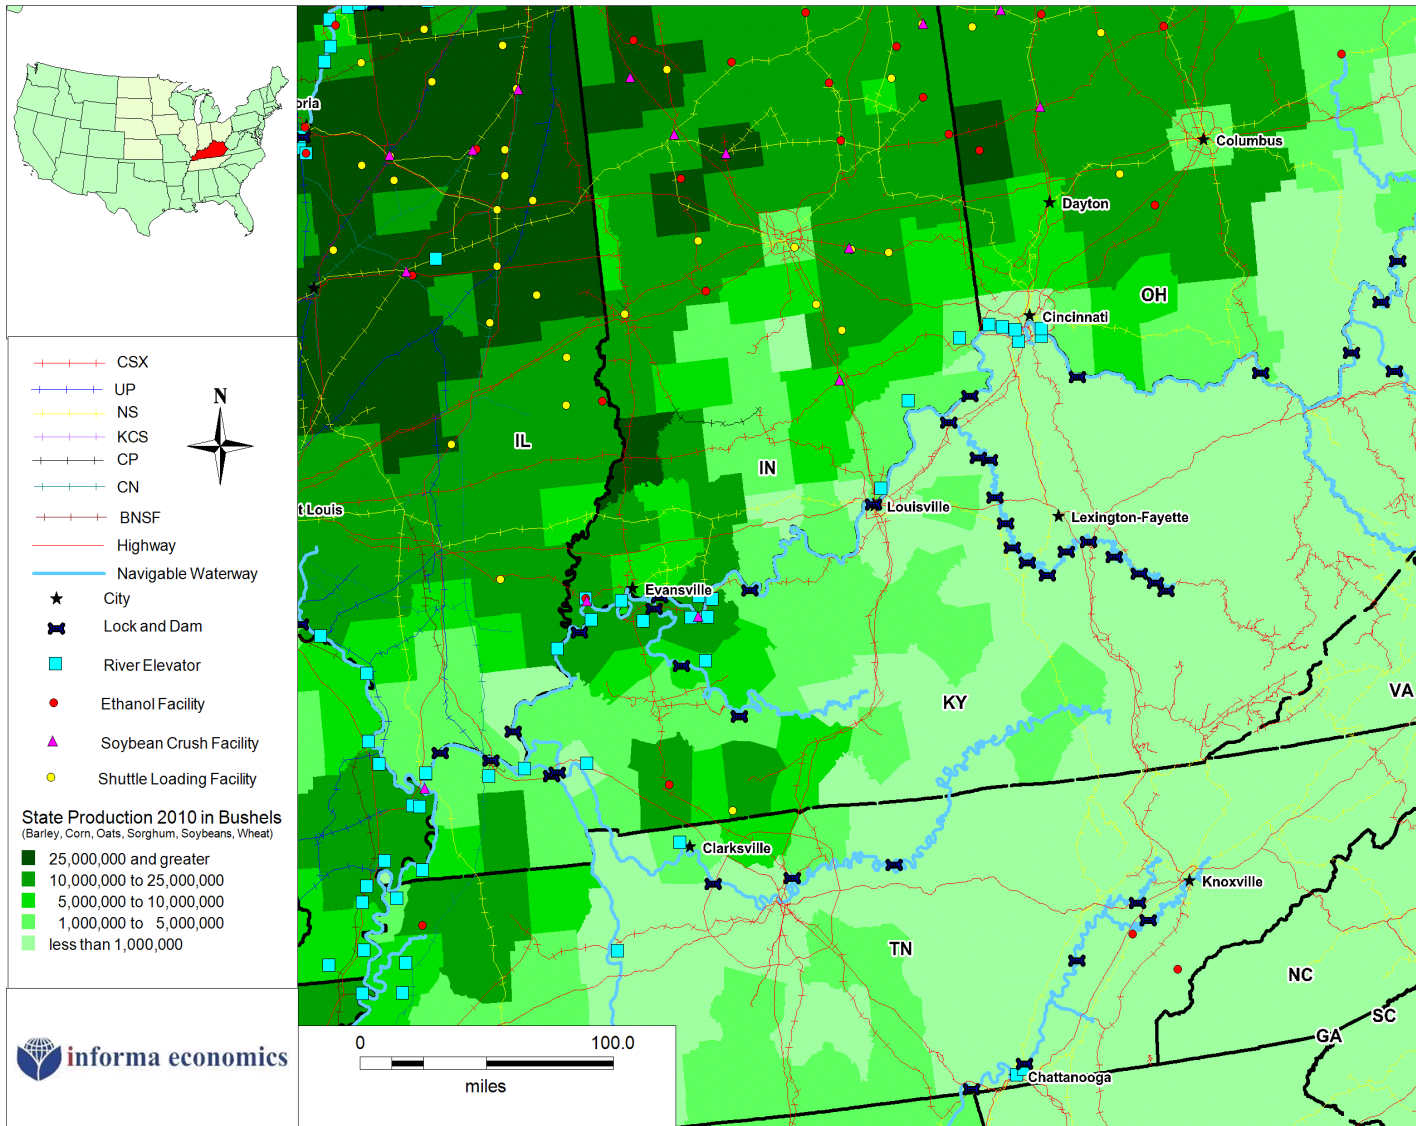 oria
Columbus
Dayton
OH
Cincinnati
IL
IN
t Louis
Louisville
Lexington-Fayette
Evansville
KY
VA
Clarksville
Knoxville
TN
NC
SC
GA
Chattanooga
CSX
UP
NS
KCS
CP
CN
BNSF
Highway
Navigable Waterway
City
Lock and Dam
River Elevator
Ethanol Facility
Soybean Crush Facility
Shuttle Loading Facility
N
State Production 2010 in Bushels
(Barley, Corn, Oats, Sorghum, Soybeans, Wheat)
25,000,000 and greater
10,000,000 to 25,000,000
5,000,000 to 10,000,000
1,000,000 to 5,000,000
less than 1,000,000
informa economics
0 100.0
miles